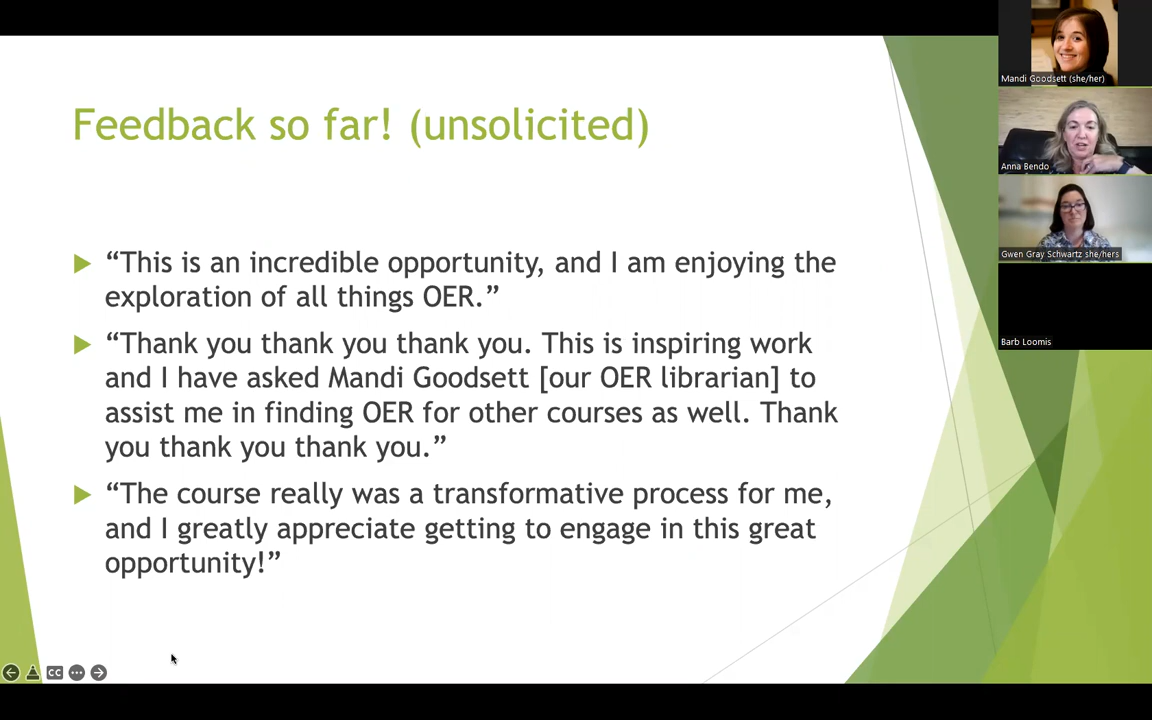 Feedback so far! (unsolicited)
“This is an incredible opportunity, and I am enjoying the
exploration of all things OER.”
“Thank you thank you thank you. This is inspiring work
and I have asked Mandi Goodsett [our OER librarian] to
assist me in finding OER for other courses as well. Thank
you thank you thank you.”
“The course really was a transformative process for me,
and I greatly appreciate getting to engage in this great
opportunity!”
Mandi Goodsett (she/her)
Anna Bendo
Gwen Gray Schwartz she/hers
Barb Loomis
CC